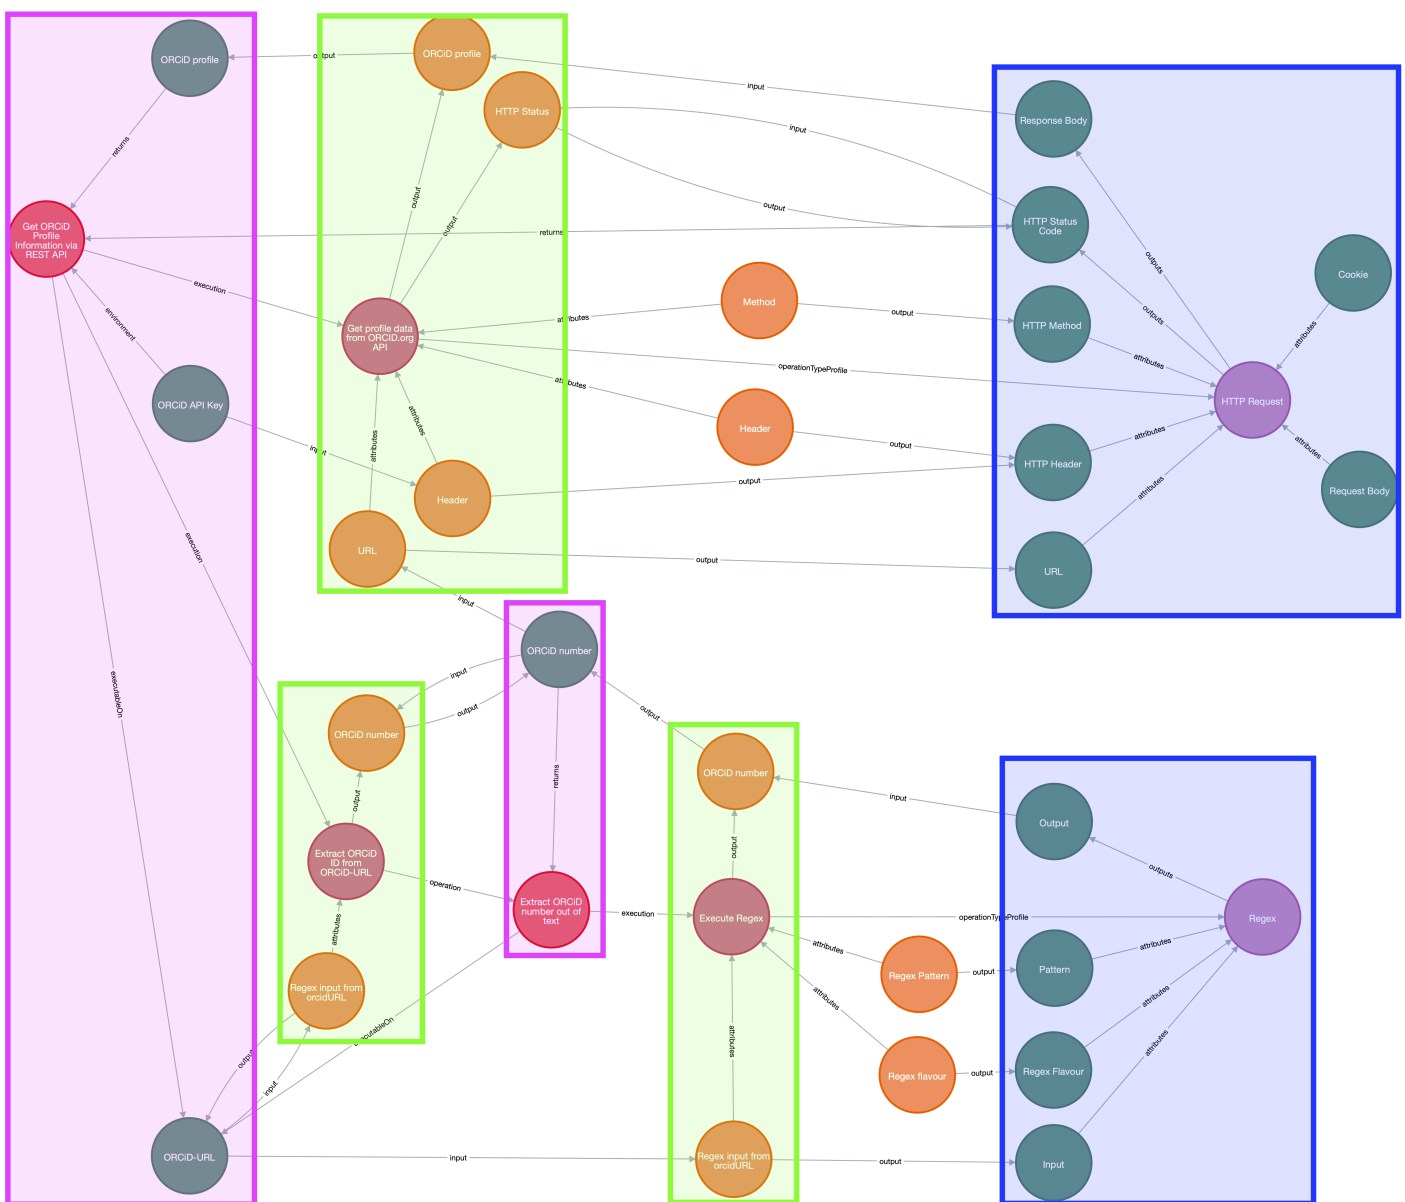 ORCiD profile
output
ORCiD profile
HTTP Status
input
Response Body
input
returns
output
output
output
HTTP Status
Code
returns
Get ORCiD
Profile
Information via
REST API
outputs
Cookie
execution
environment
Method
attributes
output
HTTP Method
outputs
attributes
Get profile data
from ORCID.org
API
operationTypeProfile
attributes
attributes
HTTP Request
ORCiD API Key
attributes
attributes
Header
output
attributes
attributes
input
HTTP Header
output
Header
attributes
Request Body
execution
URL
output
URL
input
ORCiD number
input
output
executableOn
ORCiD number
output
output
returns
ORCiD number
input
Output
output
Extract ORCiD
ID from
ORCiD-URL
operation
output
outputs
Extract ORCiD
number out of
text
execution
Execute Regex
operationTypeProfile
Regex
attributes
attributes
attributes
Regex Pattern
output
Pattern
Regex input from
orcidURL
attributes
attributes
executableOn
attributes
attributes
output
input
Regex flavour
output
Regex Flavour
ORCiD-URL
input
Regex input from
orcidURL
output
Input